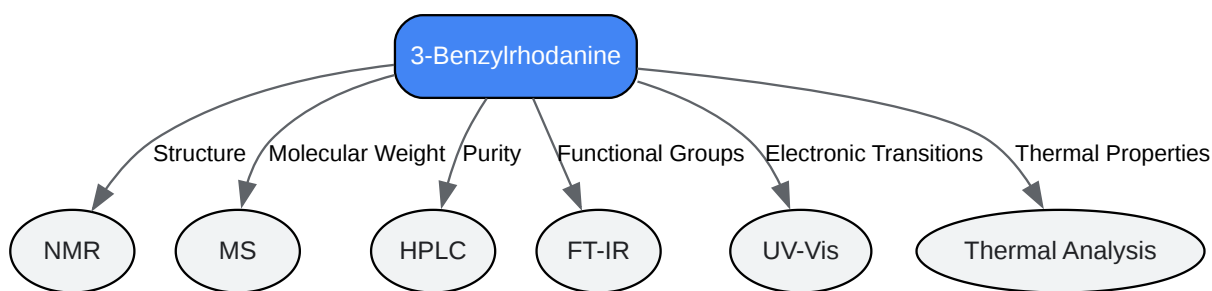 3-Benzylrhodanine
Structure
Molecular Weight
Purity
Functional Groups
Electronic Transitions
Thermal Properties
NMR
MS
HPLC
FT-IR
UV-Vis
Thermal Analysis